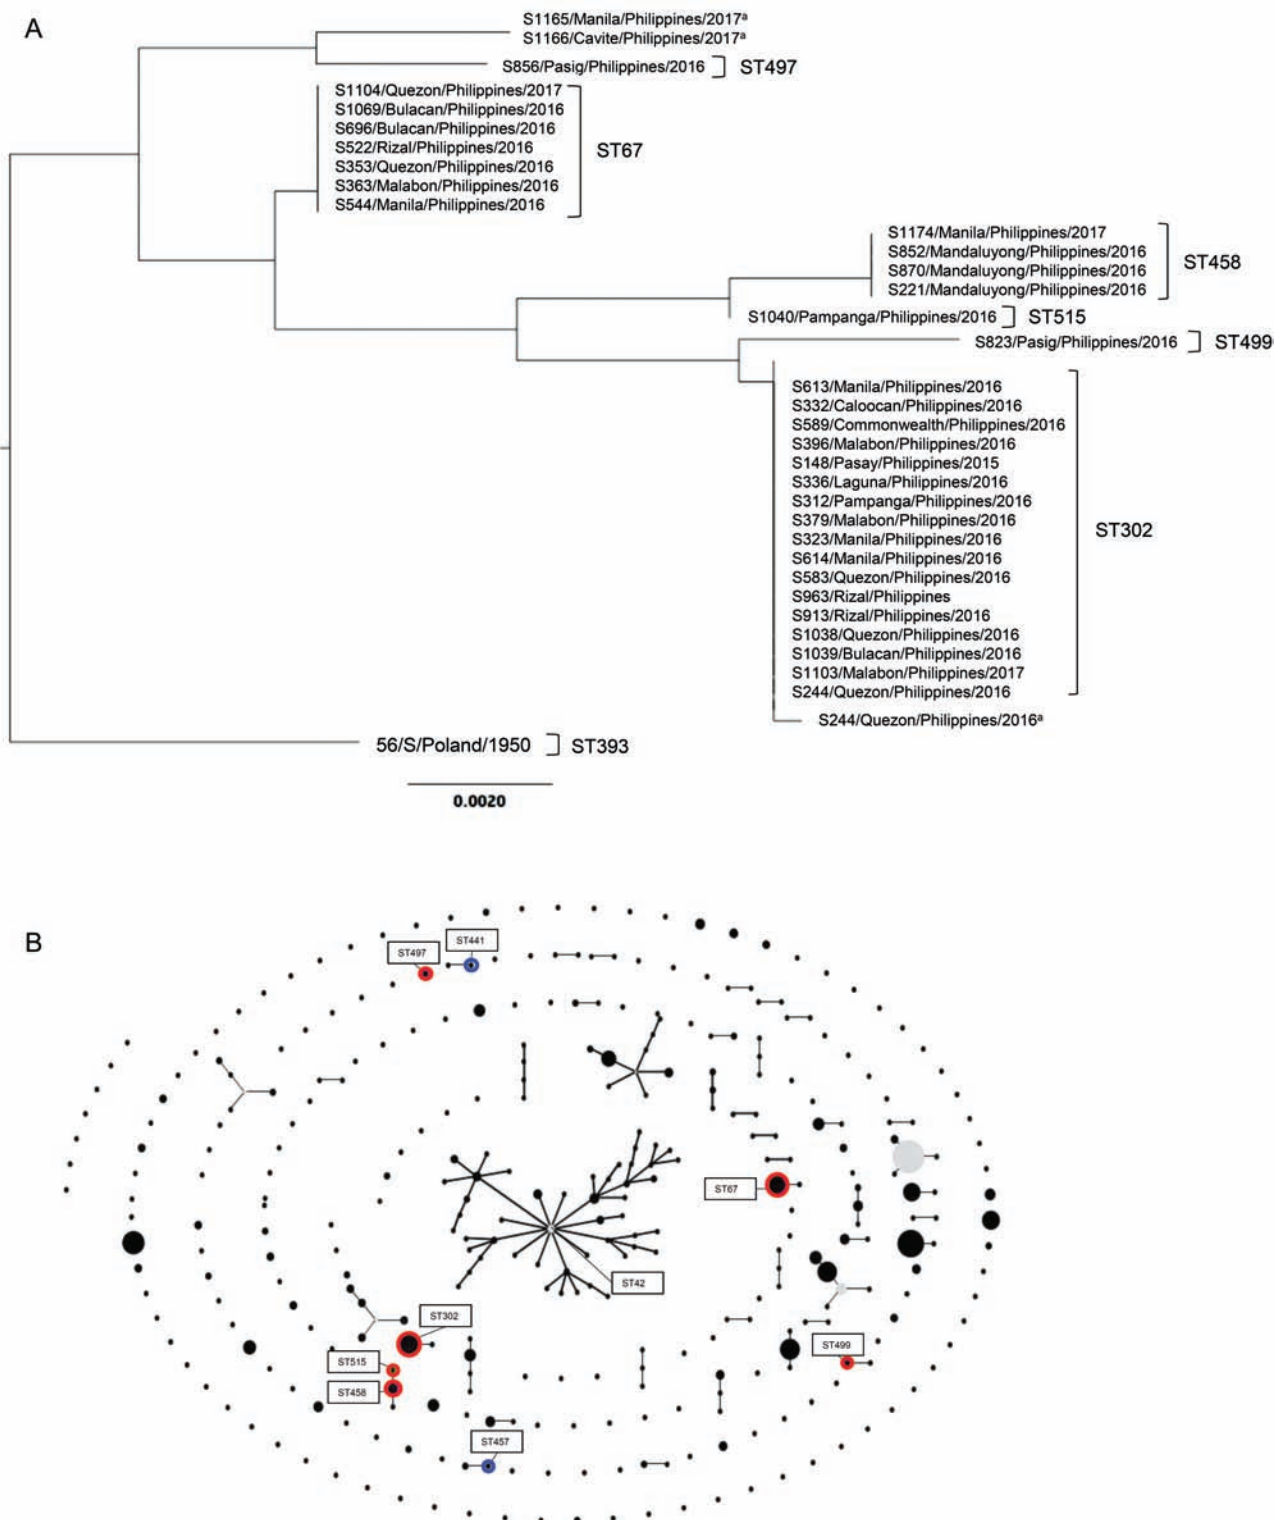 A
S1165/Manila/Philippines/2017ᵃ
S1166/Cavite/Philippines/2017ᵃ
S856/Pasig/Philippines/2016 ST497
S1104/Quezon/Philippines/2017
S1069/Bulacan/Philippines/2016
S696/Bulacan/Philippines/2016
S522/Rizal/Philippines/2016
ST67
S353/Quezon/Philippines/2016
S363/Malabon/Philippines/2016
S544/Manila/Philippines/2016
S1174/Manila/Philippines/2017
S852/Mandaluyong/Philippines/2016
ST458
S870/Mandaluyong/Philippines/2016
S221/Mandaluyong/Philippines/2016
S1040/Pampanga/Philippines/2016 ST515
S823/Pasig/Philippines/2016 ST499
S613/Manila/Philippines/2016
S332/Caloocan/Philippines/2016
S589/Commonwealth/Philippines/2016
S396/Malabon/Philippines/2016
S148/Pasay/Philippines/2015
S336/Laguna/Philippines/2016
S312/Pampanga/Philippines/2016
S379/Malabon/Philippines/2016
ST302
S323/Manila/Philippines/2016
S614/Manila/Philippines/2016
S583/Quezon/Philippines/2016
S963/Rizal/Philippines
S913/Rizal/Philippines/2016
S1038/Quezon/Philippines/2016
S1039/Bulacan/Philippines/2016
S1103/Malabon/Philippines/2017
S244/Quezon/Philippines/2016
S244/Quezon/Philippines/2016ᵃ
56/S/Poland/1950 ST393
0.0020
B
ST441
ST497
ST67
ST42
ST302
ST499
ST515
ST458
ST457